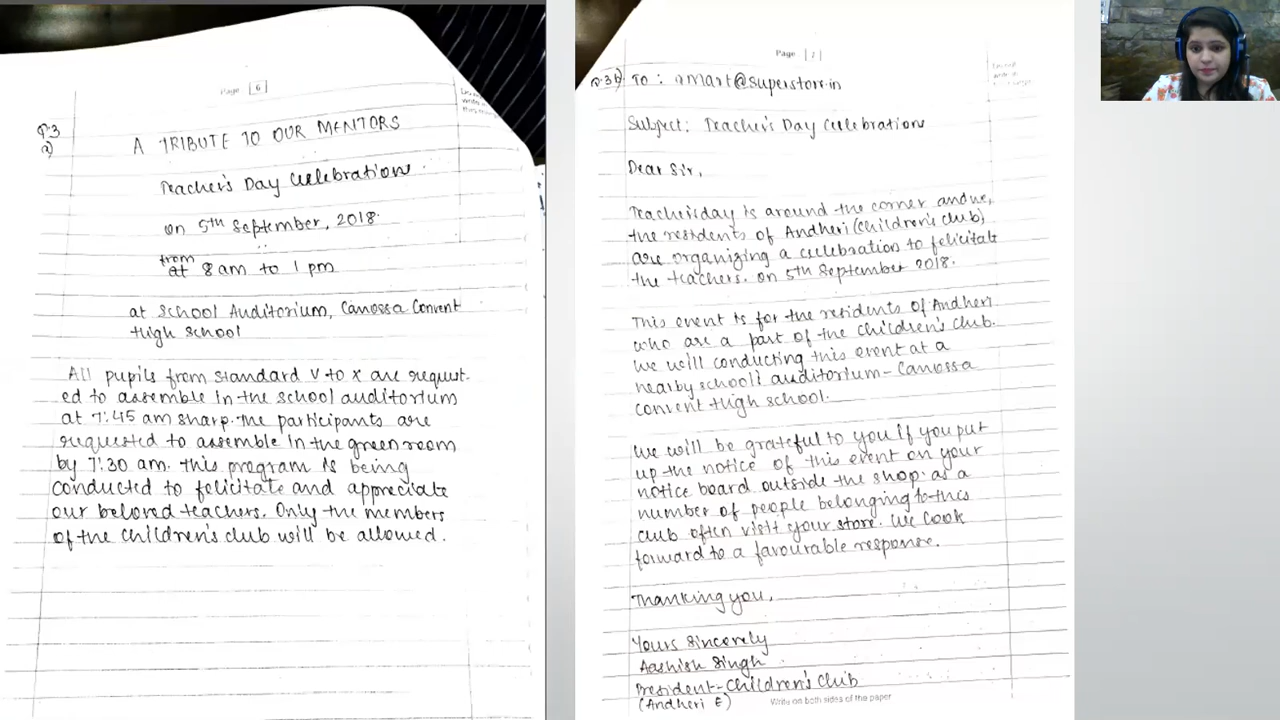 Page 6
Q.3
a)
A TRIBUTE TO OUR MENTORS
Teacher's Day Celebration
on 5th September, 2018.
from
at 8 am to 1 pm
at School Auditorium, Canossa Convent
High School
All pupils from standard V to X are request-
ed to assemble in the school auditorium
at 7:45 am sharp. The participants are
requested to assemble in the green room
by 7:30 am. This program is being
conducted to felicitate and appreciate
our beloved teachers. Only the members
of the children's club will be allowed.
Page 7
Q.3b) To: amart@superstore.in
Subject: Teacher's Day Celebration
Dear Sir,
Teacher's day is around the corner and we,
the residents of Andheri (children's club)
are organizing a celebration to felicitate
the teachers on 5th September 2018.
This event is for the residents of Andheri
who are a part of the children's club.
We will conducting this event at a
nearby school's auditorium - Canossa
Convent High School.
We will be grateful to you if you put
up the notice of this event on your
notice board outside the shop as a
number of people belonging to this
club often visit your store. We look
forward to a favourable response.
Thanking you,
Yours Sincerely
Aashish Singh
President, Children's Club
(Andheri E)
Write on both sides of the paper